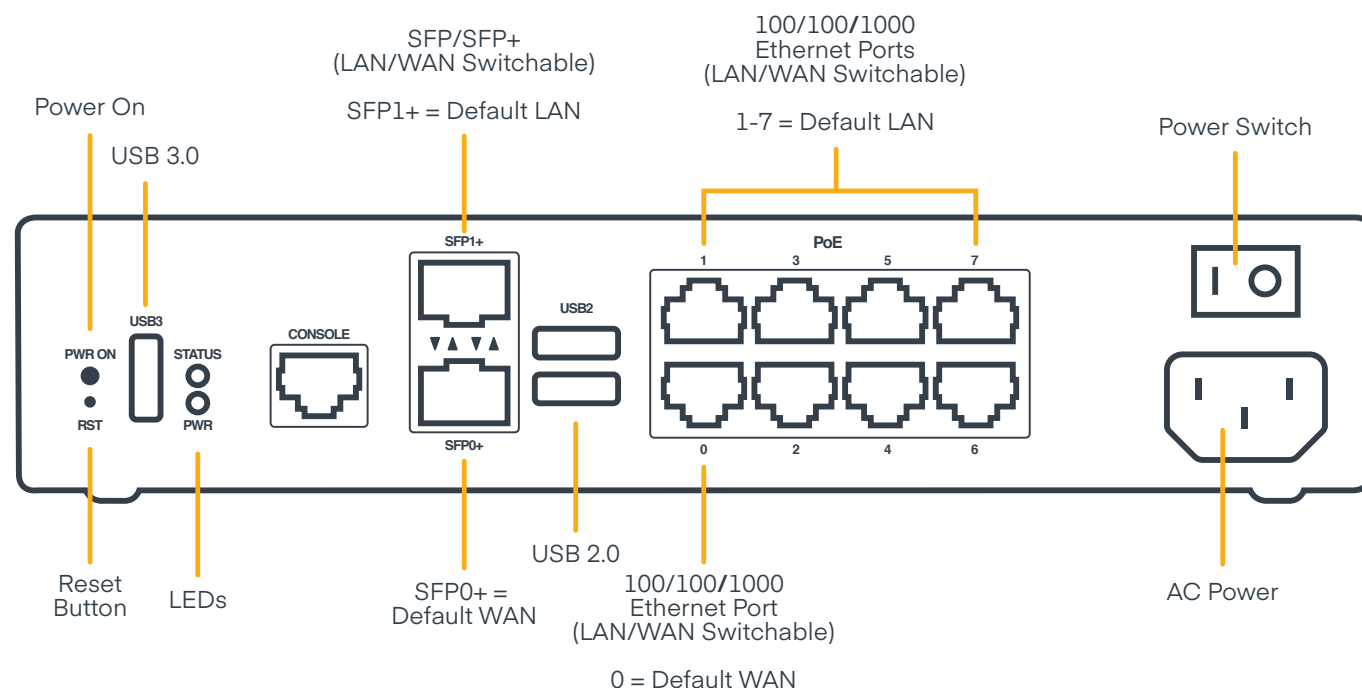 SFP/SFP+
(LAN/WAN Switchable)
SFP1+ = Default LAN
100/100/1000
Ethernet Ports
(LAN/WAN Switchable)
1-7 = Default LAN
Power On
USB 3.0
Power Switch
SFP1+
PoE
1 3 5 7
USB3
USB2
CONSOLE
PWR ON
STATUS
RST
PWR
SFP0+
0 2 4 6
Reset
Button
LEDs
SFP0+ =
Default WAN
USB 2.0
100/100/1000
Ethernet Port
(LAN/WAN Switchable)
0 = Default WAN
AC Power